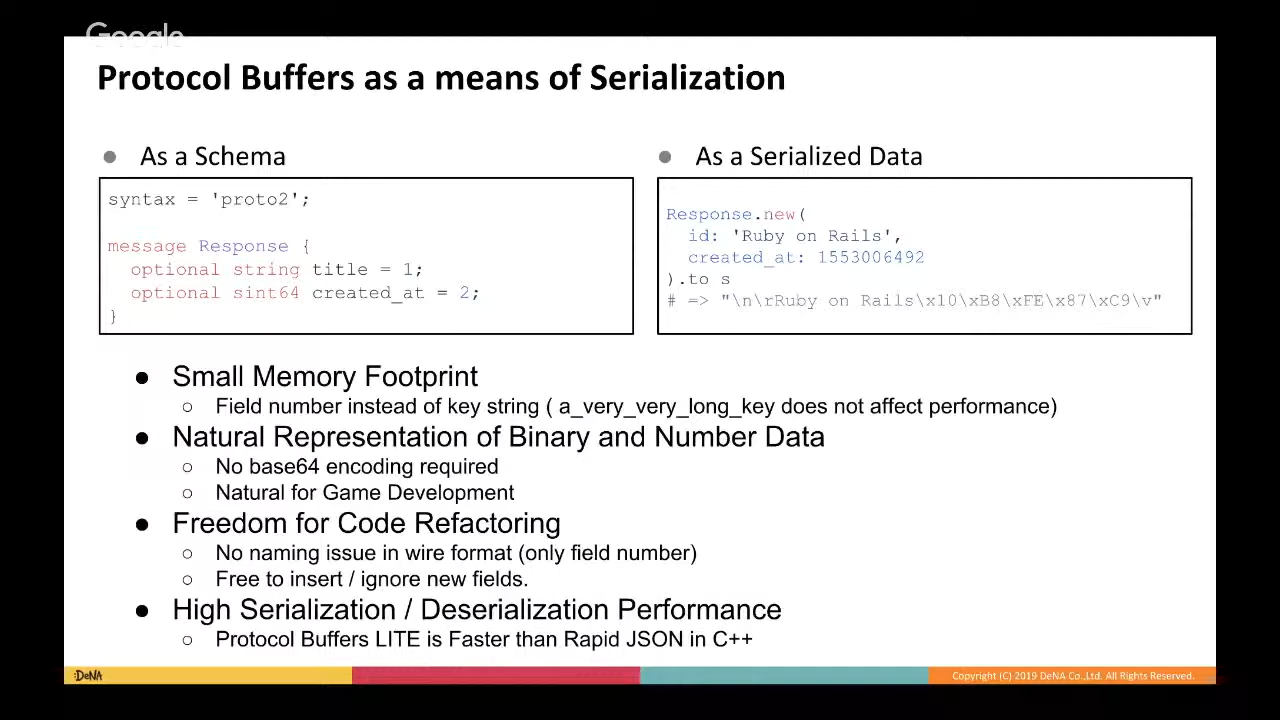 Google
Protocol Buffers as a means of Serialization
● As a Schema
syntax = 'proto2';
message Response {
optional string title = 1;
optional sint64 created_at = 2;
}
● As a Serialized Data
Response.new(
id: 'Ruby on Rails',
created_at: 1553006492
).to s
# => "\n\rRuby on Rails\x10\xB8\xFE\x87\xC9\v"
● Small Memory Footprint
○ Field number instead of key string ( a_very_very_long_key does not affect performance)
● Natural Representation of Binary and Number Data
○ No base64 encoding required
○ Natural for Game Development
● Freedom for Code Refactoring
○ No naming issue in wire format (only field number)
○ Free to insert / ignore new fields.
● High Serialization / Deserialization Performance
○ Protocol Buffers LITE is Faster than Rapid JSON in C++
:DeNA
Copyright (C) 2019 DeNA Co.,Ltd. All Rights Reserved.